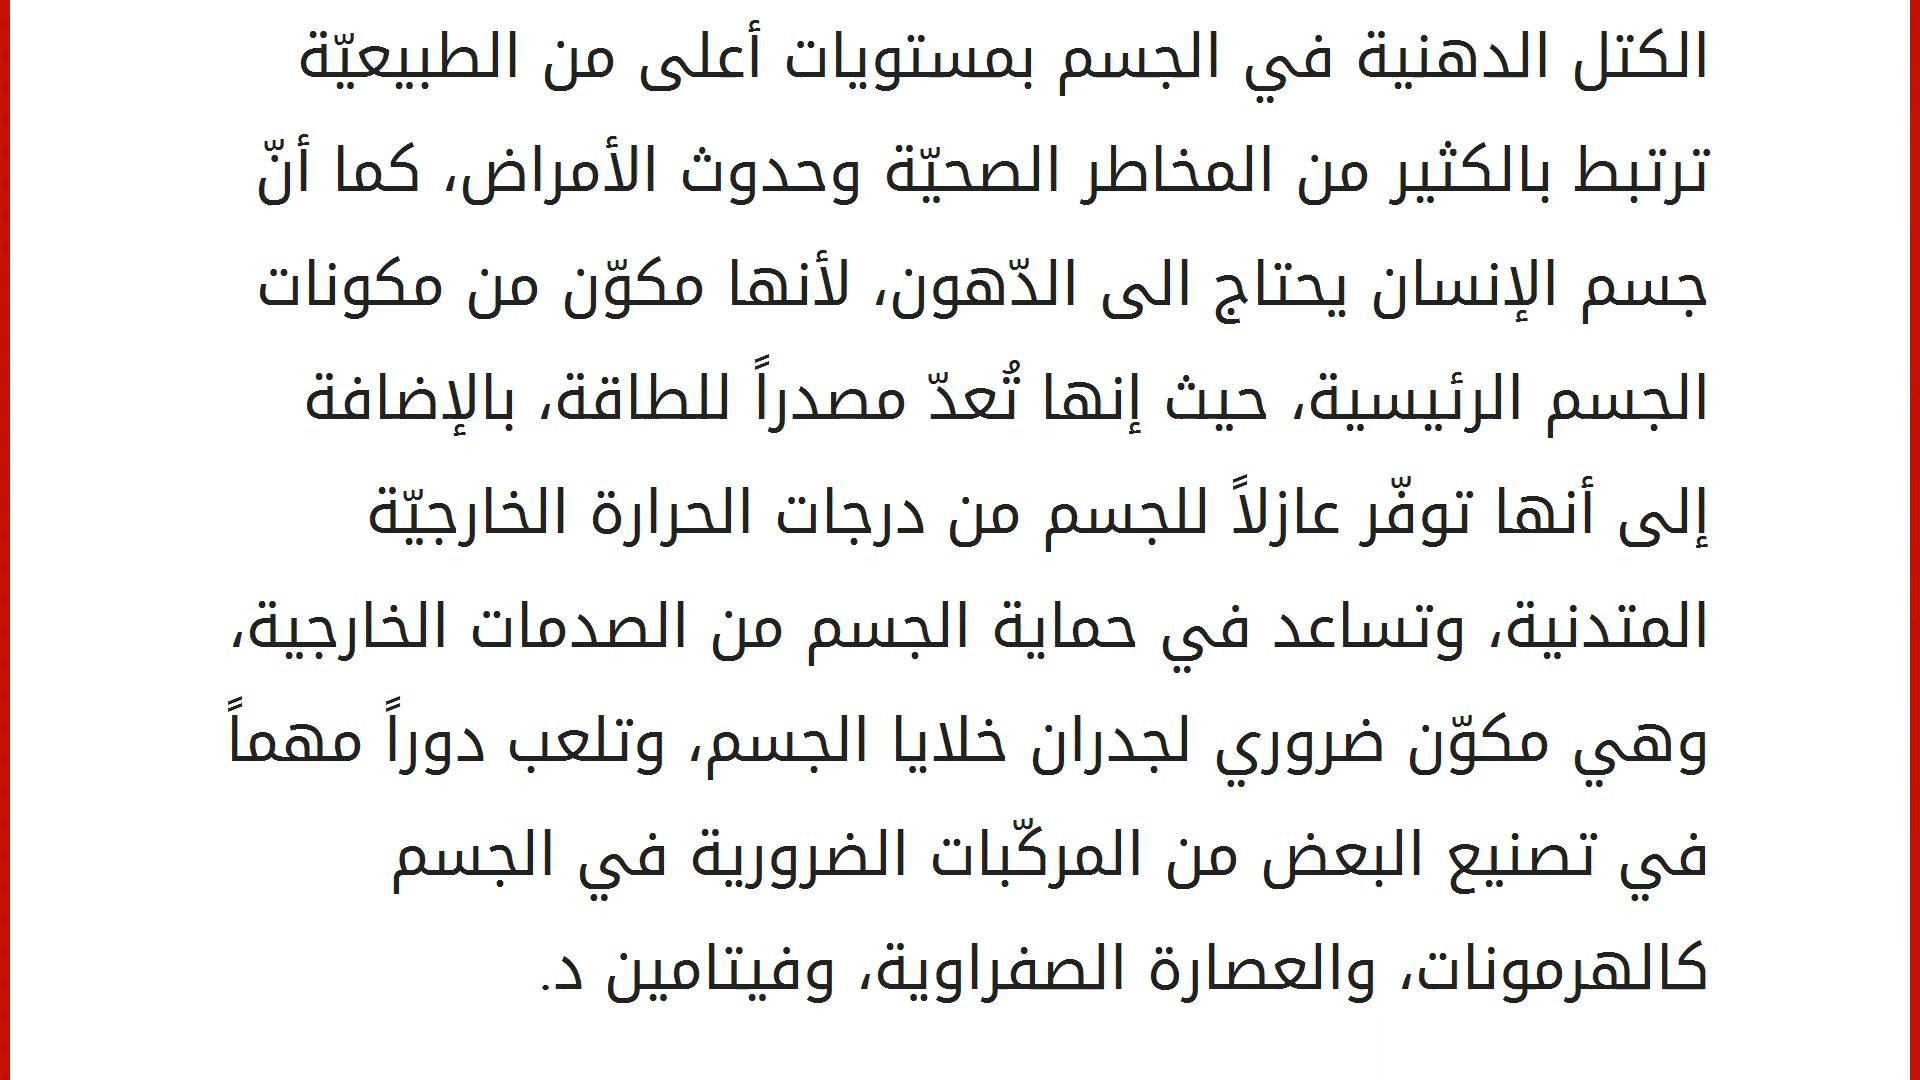 الكتل الدهنية في الجسم بمستويات أعلى من الطبيعيّة
ترتبط بالكثير من المخاطر الصحيّة وحدوث الأمراض، كما أنّ
جسم الإنسان يحتاج الى الدّهون، لأنها مكوّن من مكونات
الجسم الرئيسية، حيث إنها تُعدّ مصدراً للطاقة، بالإضافة
إلى أنها توفّر عازلاً للجسم من درجات الحرارة الخارجيّة
المتدنية، وتساعد في حماية الجسم من الصدمات الخارجية،
وهي مكوّن ضروري لجدران خلايا الجسم، وتلعب دوراً مهماً
في تصنيع البعض من المركّبات الضرورية في الجسم
كالهرمونات، والعصارة الصفراوية، وفيتامين د.